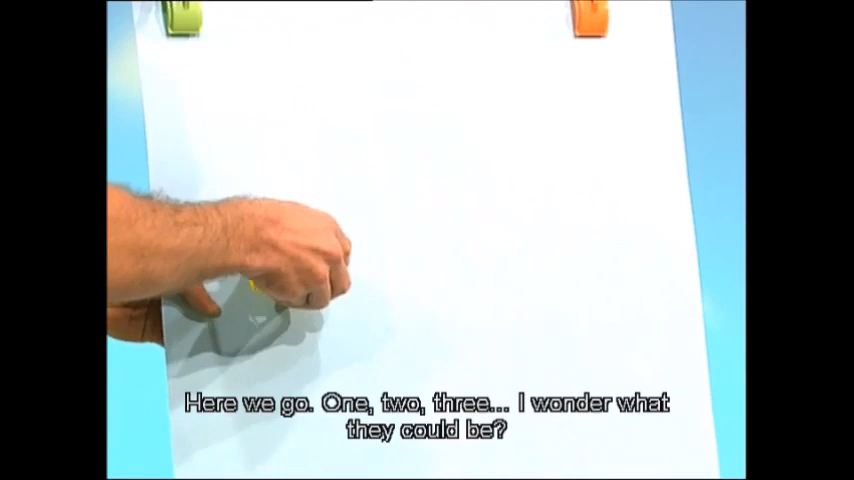 Here we go. One, two, three... I wonder what
they could be?